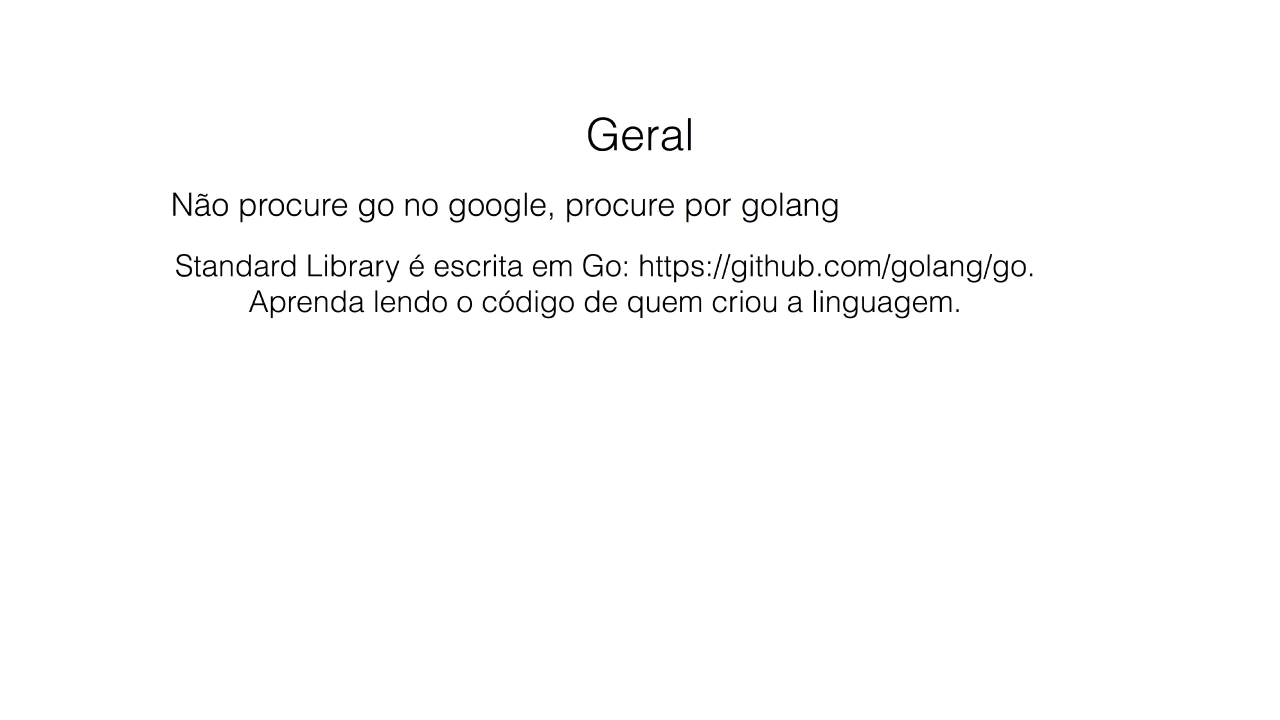 Geral
Não procure go no google, procure por golang
Standard Library é escrita em Go: https://github.com/golang/go.
Aprenda lendo o código de quem criou a linguagem.